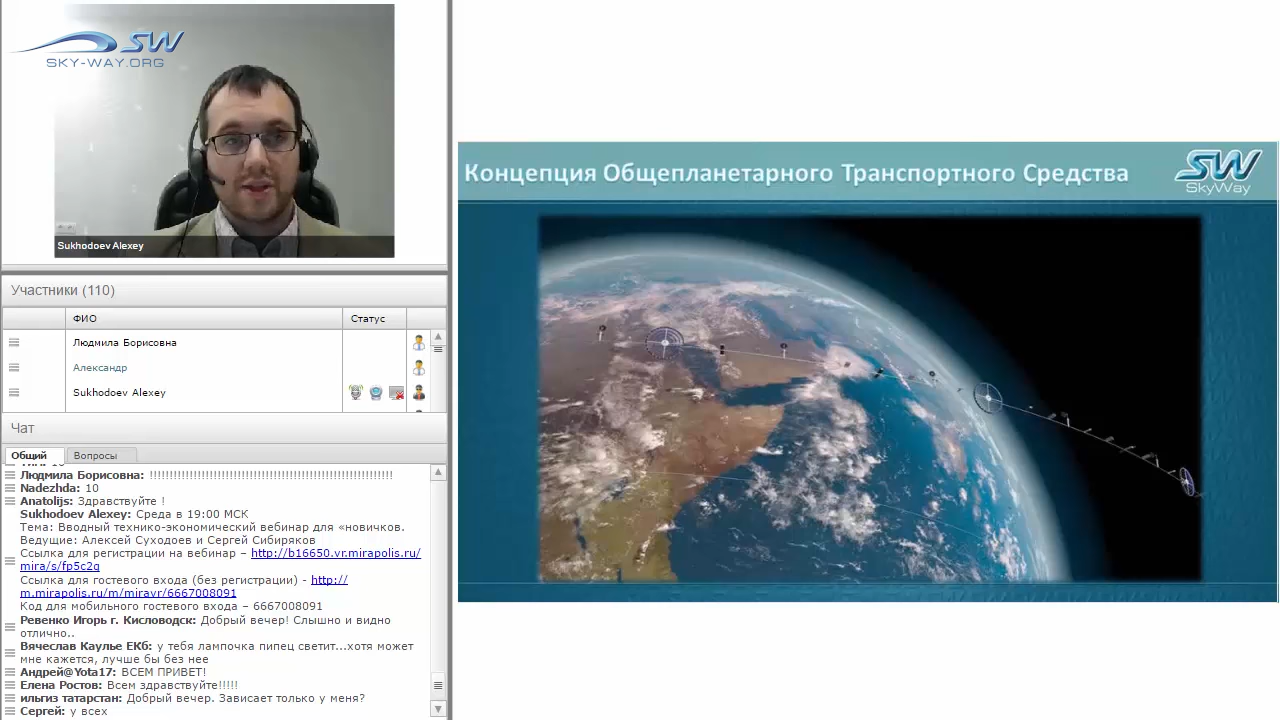 SW
SKY-WAY.ORG
Sukhodoev Alexey
Участники (110)
ФИО
Статус
Людмила Борисовна
Александр
Sukhodoev Alexey
Чат
Общий
Вопросы
Людмила Борисовна: !!!!!!!!!!!!!!!!!!!!!!!!!!!!!!!!!!!!!!!!!!!!!!!!!!!!!!!!!!!!!
Nadezhda: 10
Anatolijs: Здравствуйте !
Sukhodoev Alexey: Среда в 19:00 МСК
Тема: Вводный технико-экономический вебинар для «новичков.
Ведущие: Алексей Суходоев и Сергей Сибиряков
Ссылка для регистрации на вебинар – http://b16650.vr.mirapolis.ru/
mira/s/fp5c2q
Ссылка для гостевого входа (без регистрации) - http://
m.mirapolis.ru/m/miravr/6667008091
Код для мобильного гостевого входа – 6667008091
Ревенко Игорь г. Кисловодск: Добрый вечер! Слышно и видно
отлично..
Вячеслав Каулье ЕКб: у тебя лампочка пипец светит...хотя может
мне кажется, лучше бы без нее
Андрей@Yota17: ВСЕМ ПРИВЕТ!
Елена Ростов: Всем здравствуйте!!!!!
ильгиз татарстан: Добрый вечер. Зависает только у меня?
Сергей: у всех
Концепция Общепланетарного Транспортного Средства
SW
SkyWay